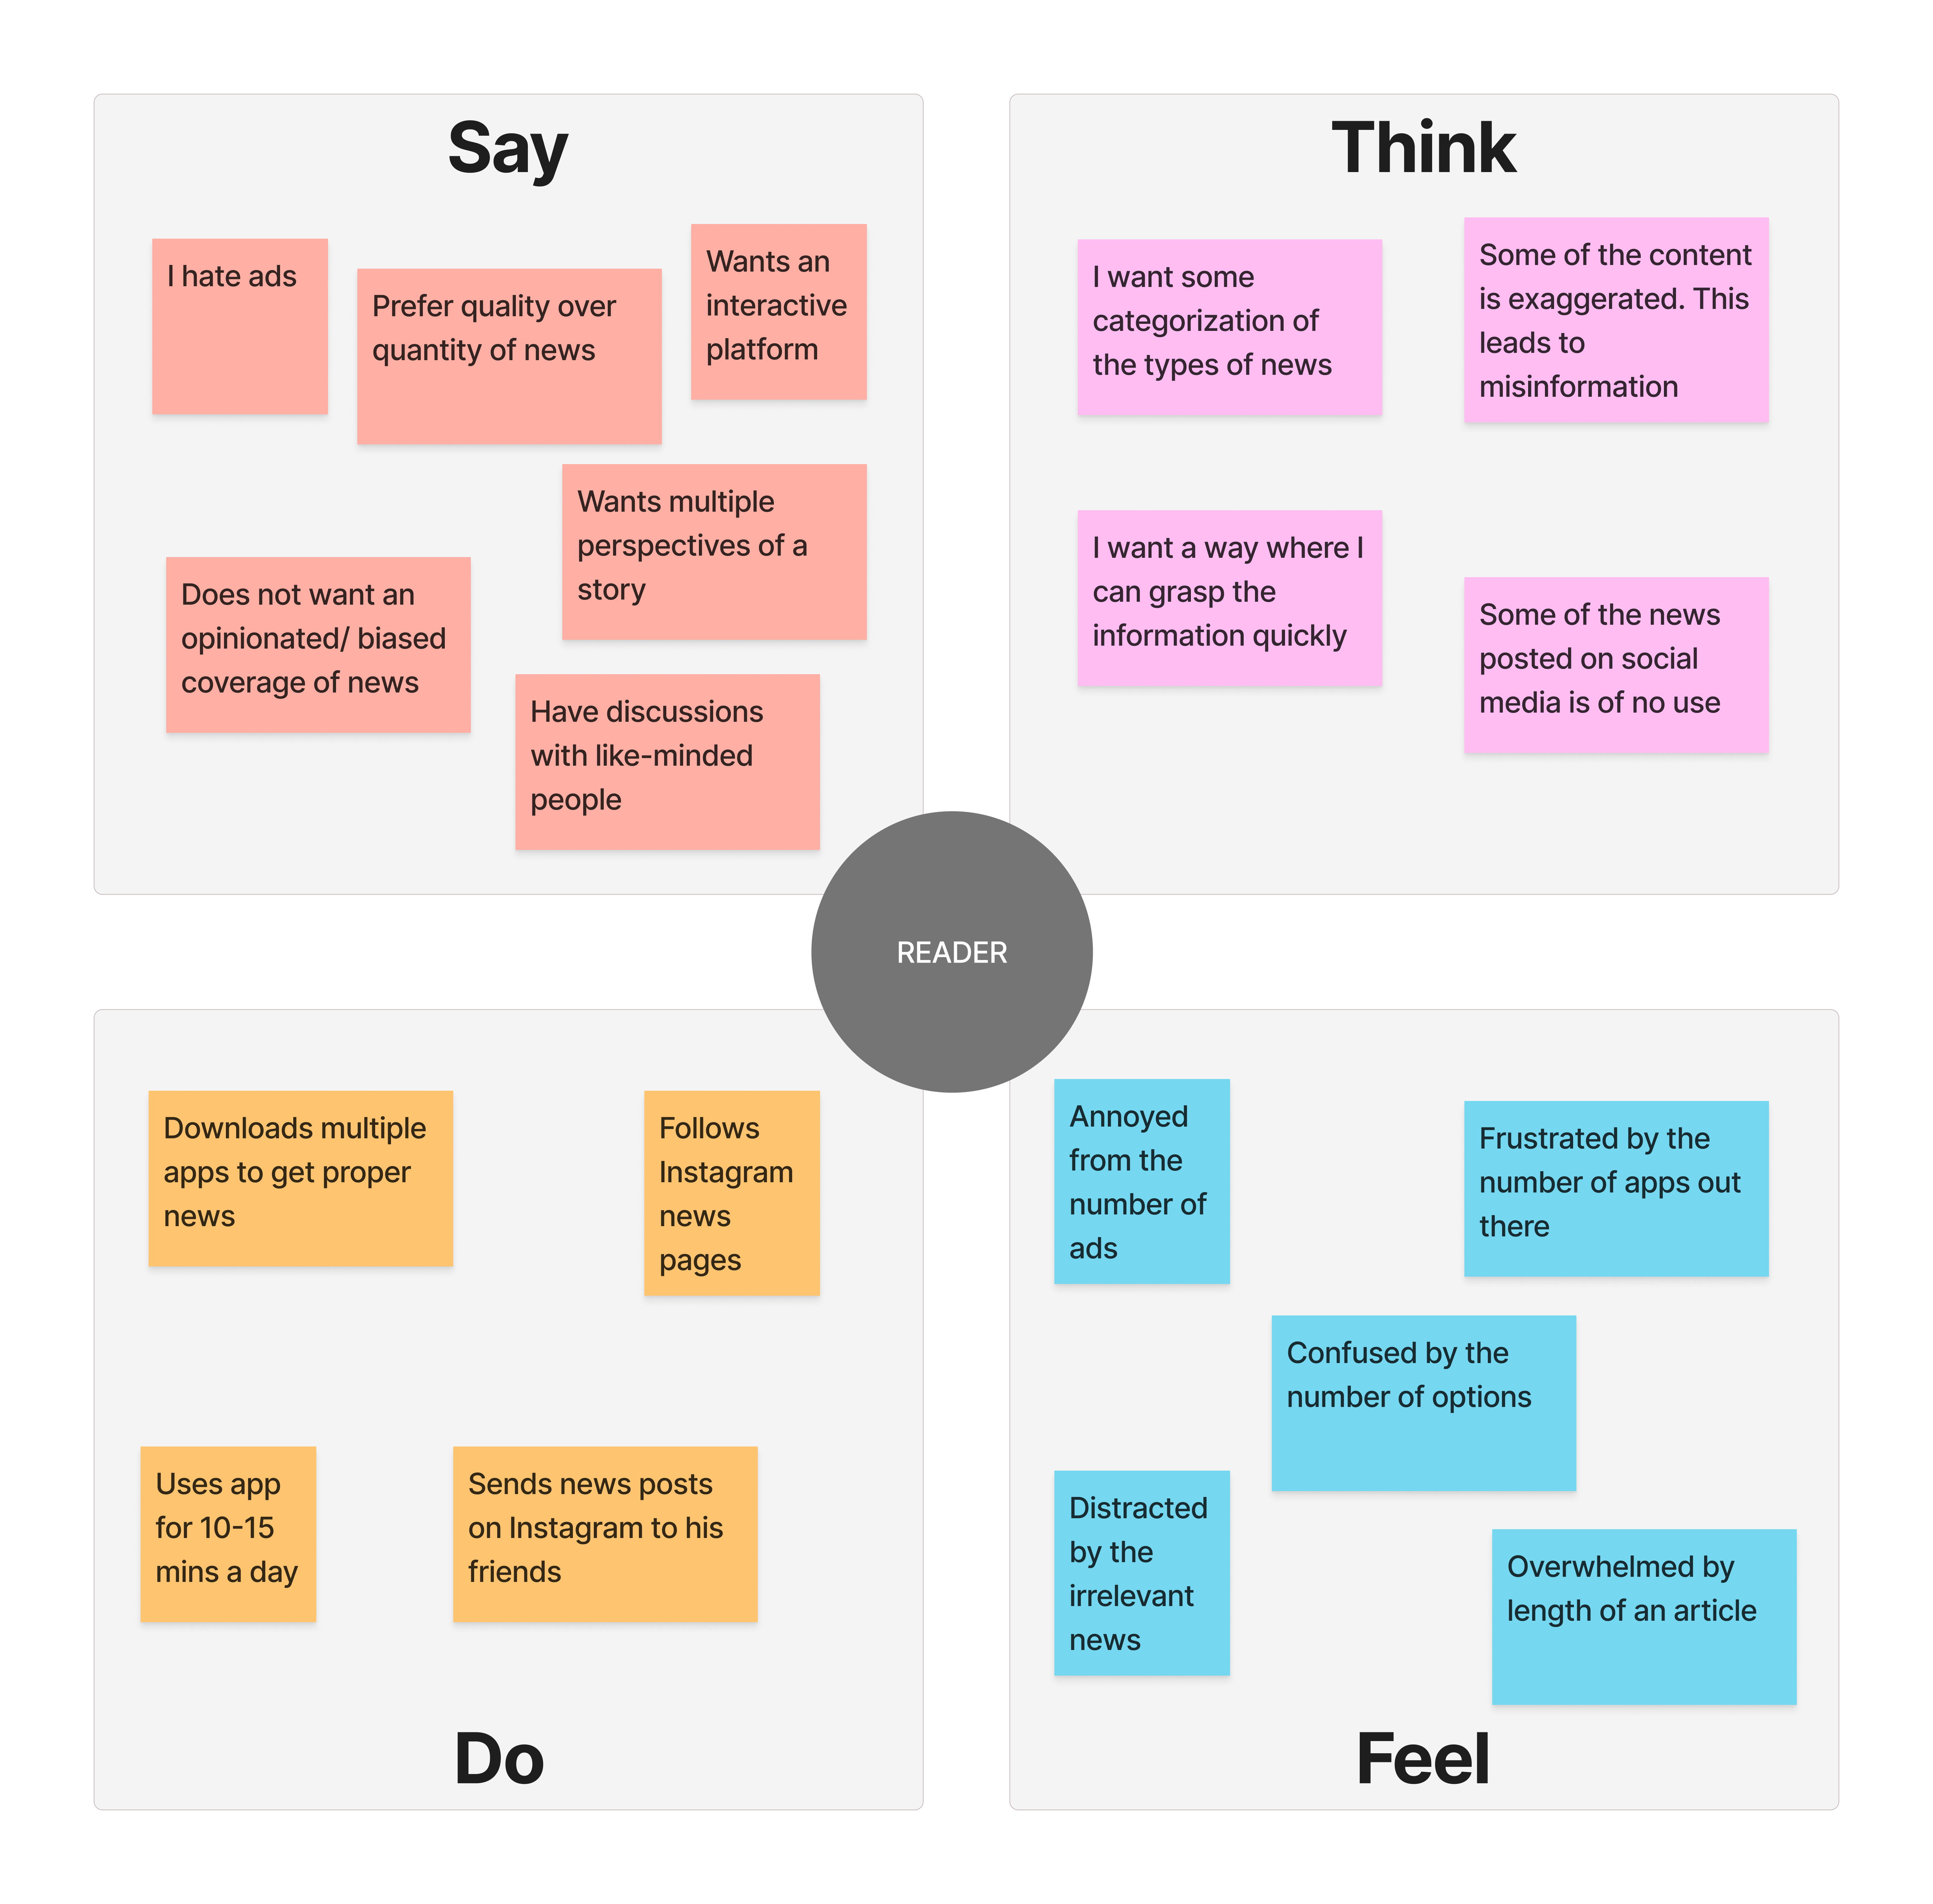 Say
I hate ads
Prefer quality over
quantity of news
Wants an
interactive
platform
Wants multiple
perspectives of a
story
Does not want an
opinionated/ biased
coverage of news
Have discussions
with like-minded
people
Think
I want some
categorization of
the types of news
Some of the content
is exaggerated. This
leads to
misinformation
I want a way where I
can grasp the
information quickly
Some of the news
posted on social
media is of no use
READER
Downloads multiple
apps to get proper
news
Follows
Instagram
news
pages
Uses app
for 10-15
mins a day
Sends news posts
on Instagram to his
friends
Do
Annoyed
from the
number of
ads
Frustrated by the
number of apps out
there
Confused by the
number of options
Distracted
by the
irrelevant
news
Overwhelmed by
length of an article
Feel